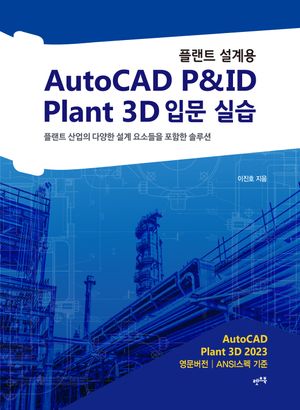 플랜트 설계용
AutoCAD P&ID
Plant 3D 입문 실습
플랜트 산업의 다양한 설계 요소들을 포함한 솔루션
이진호 지음
AutoCAD
Plant 3D 2023
영문버전 | ANSI스펙 기준